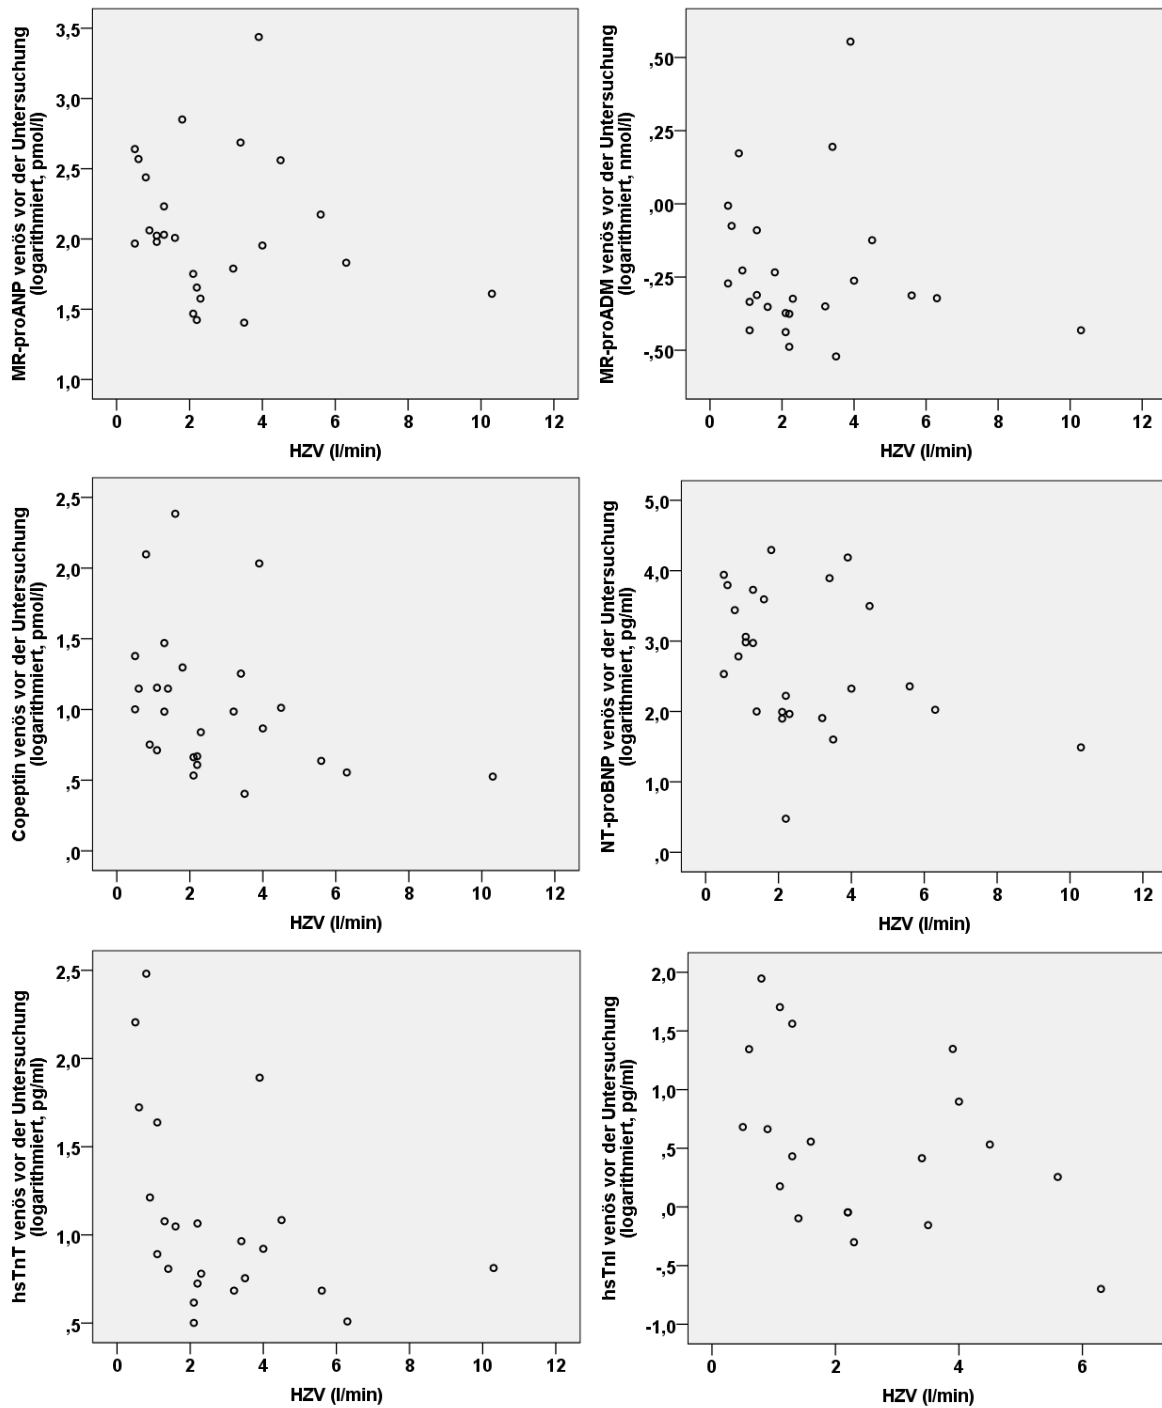 MR-proANP venös vor der Untersuchung
(logarithmiert, pmol/l)
3,5
3,0
2,5
2,0
1,5
1,0
0 2 4 6 8 10 12
HZV (l/min)
MR-proADM venös vor der Untersuchung
(logarithmiert, nmol/l)
,50
,25
,00
-,25
-,50
0 2 4 6 8 10 12
HZV (l/min)
Copeptin venös vor der Untersuchung
(logarithmiert, pmol/l)
2,5
2,0
1,5
1,0
,5
,0
0 2 4 6 8 10 12
HZV (l/min)
NT-proBNP venös vor der Untersuchung
(logarithmiert, pg/ml)
5,0
4,0
3,0
2,0
1,0
,0
0 2 4 6 8 10 12
HZV (l/min)
hsTnT venös vor der Untersuchung
(logarithmiert, pg/ml)
2,5
2,0
1,5
1,0
,5
0 2 4 6 8 10 12
HZV (l/min)
hsTnI venös vor der Untersuchung
(logarithmiert, pg/ml)
2,0
1,5
1,0
,5
,0
-,5
-1,0
0 2 4 6
HZV (l/min)